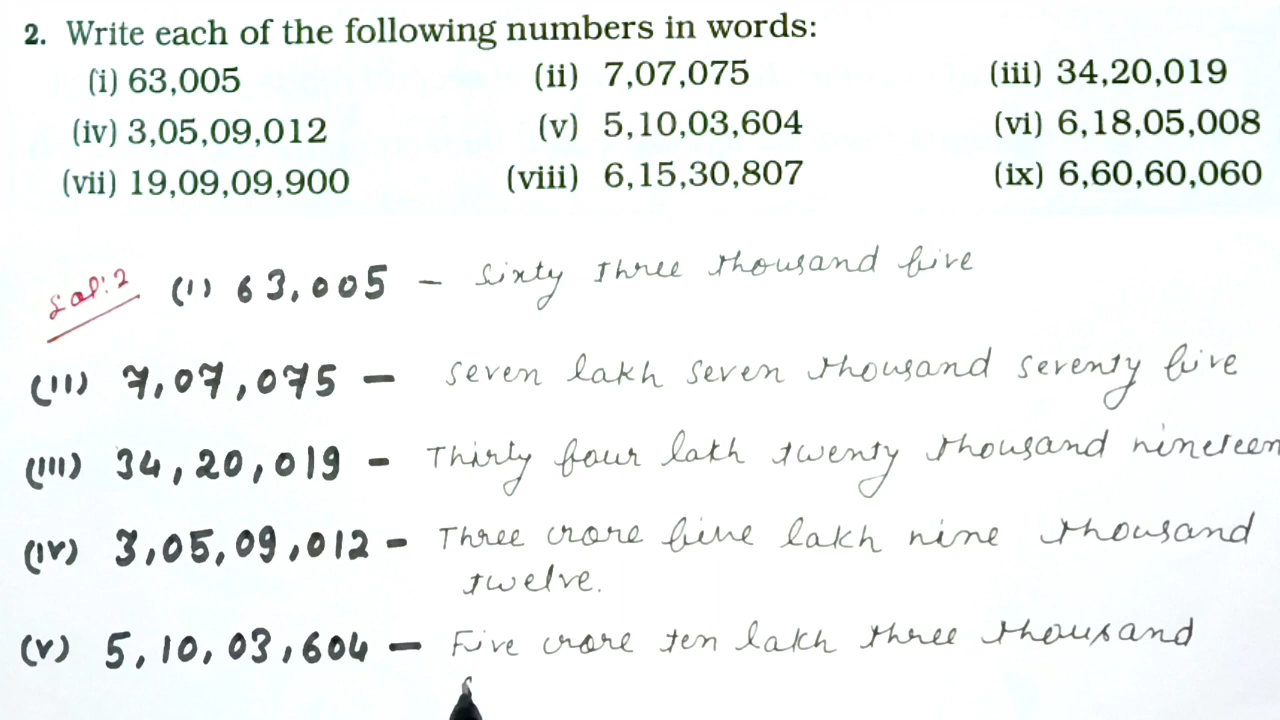 2. Write each of the following numbers in words:
(i) 63,005 (ii) 7,07,075 (iii) 34,20,019
(iv) 3,05,09,012 (v) 5,10,03,604 (vi) 6,18,05,008
(vii) 19,09,09,900 (viii) 6,15,30,807 (ix) 6,60,60,060
Sol: 2 (i) 63,005 - Sixty three thousand five
(ii) 7,07,075 - seven lakh seven thousand seventy five
(iii) 34,20,019 - Thirty four lakh twenty thousand nineteen
(iv) 3,05,09,012 - Three crore five lakh nine thousand
twelve.
(v) 5,10,03,604 - Five crore ten lakh three thousand